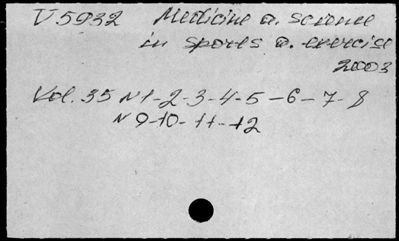 V5932 Medicine a. science
in sports a. exercise
2003
Vol. 35 N 1-2-3-4-5-6-7-8
N 9-10-11-12